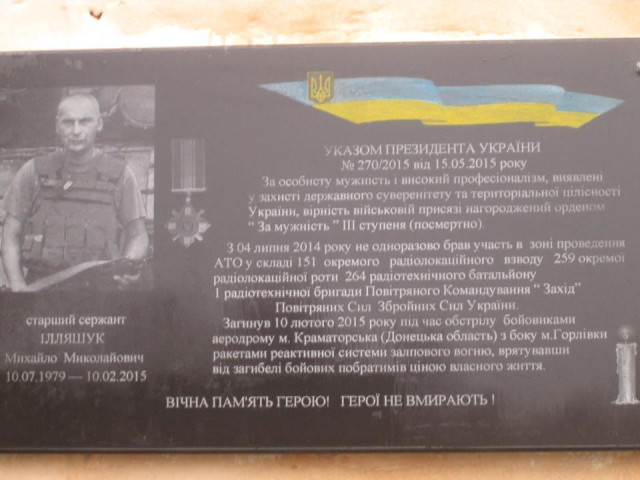 УКАЗОМ ПРЕЗИДЕНТА УКРАЇНИ
№ 270/2015 від 15.05.2015 року
За особисту мужність і високий професіоналізм, виявлені
у захисті державного суверенітету та територіальної цілісності
України, вірність військовій присязі нагороджений орденом
“ За мужність ” ІІІ ступеня (посмертно).
З 04 липня 2014 року не одноразово брав участь в зоні проведення
АТО у складі 151 окремого радіолокаційного взводу 259 окремої
радіолокаційної роти 264 радіотехнічного батальйону
1 радіотехнічної бригади Повітряного Командування “ Захід”
Повітряних Сил Збройних Сил України.
Загинув 10 лютого 2015 року під час обстрілу бойовиками
аеродрому м. Краматорська (Донецька область) з боку м.Горлівки
ракетами реактивної системи залпового вогню, врятувавши
від загибелі бойових побратимів ціною власного життя.
старший сержант
ІЛЛЯШУК
Михайло Миколайович
10.07.1979 — 10.02.2015
ВІЧНА ПАМ'ЯТЬ ГЕРОЮ! ГЕРОЇ НЕ ВМИРАЮТЬ !